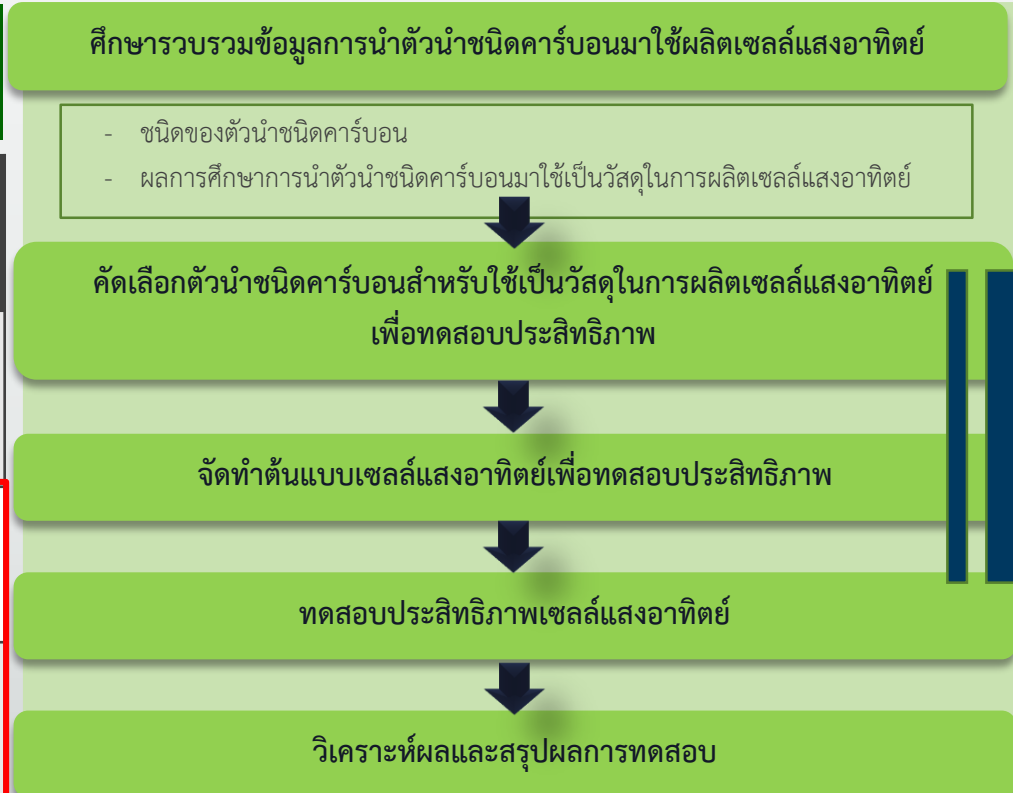 ศึกษารวบรวมข้อมูลการนำตัวนำชนิดคาร์บอนมาใช้ผลิตเซลล์แสงอาทิตย์
- ชนิดของตัวนำชนิดคาร์บอน
- ผลการศึกษาการนำตัวนำชนิดคาร์บอนมาใช้เป็นวัสดุในการผลิตเซลล์แสงอาทิตย์
คัดเลือกตัวนำชนิดคาร์บอนสำหรับใช้เป็นวัสดุในการผลิตเซลล์แสงอาทิตย์
เพื่อทดสอบประสิทธิภาพ
จัดทำต้นแบบเซลล์แสงอาทิตย์เพื่อทดสอบประสิทธิภาพ
ทดสอบประสิทธิภาพเซลล์แสงอาทิตย์
วิเคราะห์ผลและสรุปผลการทดสอบ